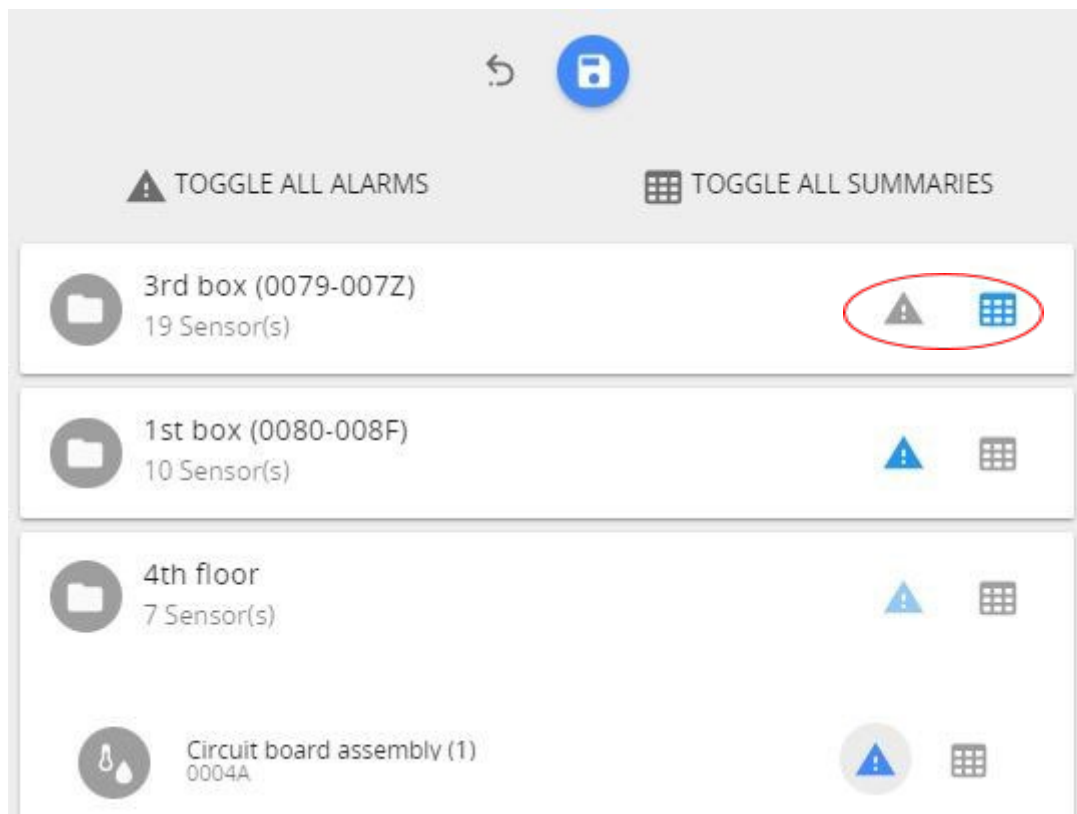 TOGGLE ALL ALARMS
TOGGLE ALL SUMMARIES
3rd box (0079-007Z)
19 Sensor(s)
1st box (0080-008F)
10 Sensor(s)
4th floor
7 Sensor(s)
Circuit board assembly (1)
0004A